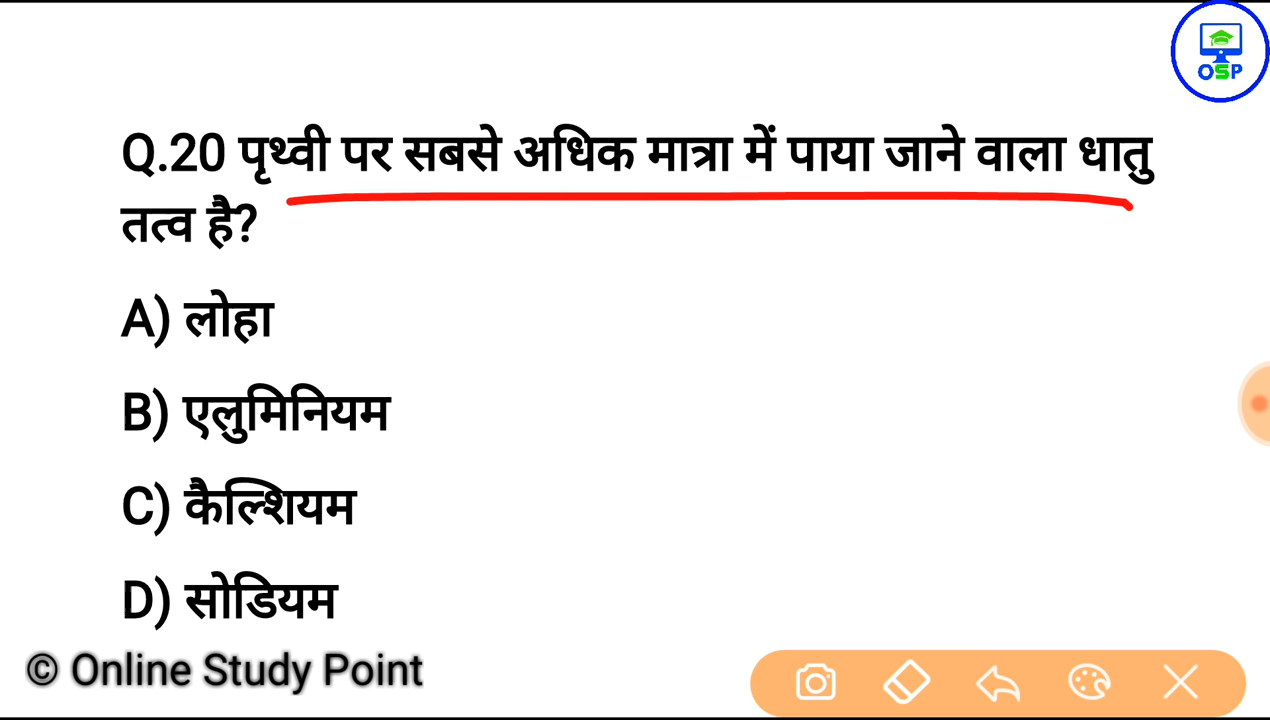 OSP
Q.20 पृथ्वी पर सबसे अधिक मात्रा में पाया जाने वाला धातु
तत्व है?
A) लोहा
B) एलुमिनियम
C) कैल्शियम
D) सोडियम
© Online Study Point